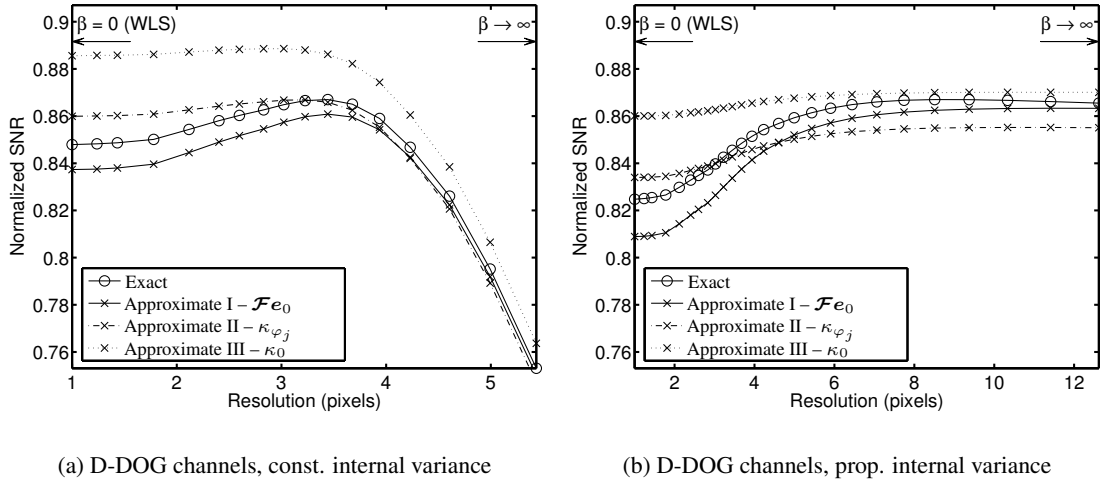 0.9
0.88
0.86
0.84
0.82
0.8
0.78
0.76
Normalized SNR
β = 0 (WLS)
β → ∞
Exact
Approximate I – 𝓕e₀
Approximate II – κ_φⱼ
Approximate III – κ₀
1 2 3 4 5
Resolution (pixels)
(a) D-DOG channels, const. internal variance
0.9
0.88
0.86
0.84
0.82
0.8
0.78
0.76
Normalized SNR
β = 0 (WLS)
β → ∞
Exact
Approximate I – 𝓕e₀
Approximate II – κ_φⱼ
Approximate III – κ₀
2 4 6 8 10 12
Resolution (pixels)
(b) D-DOG channels, prop. internal variance